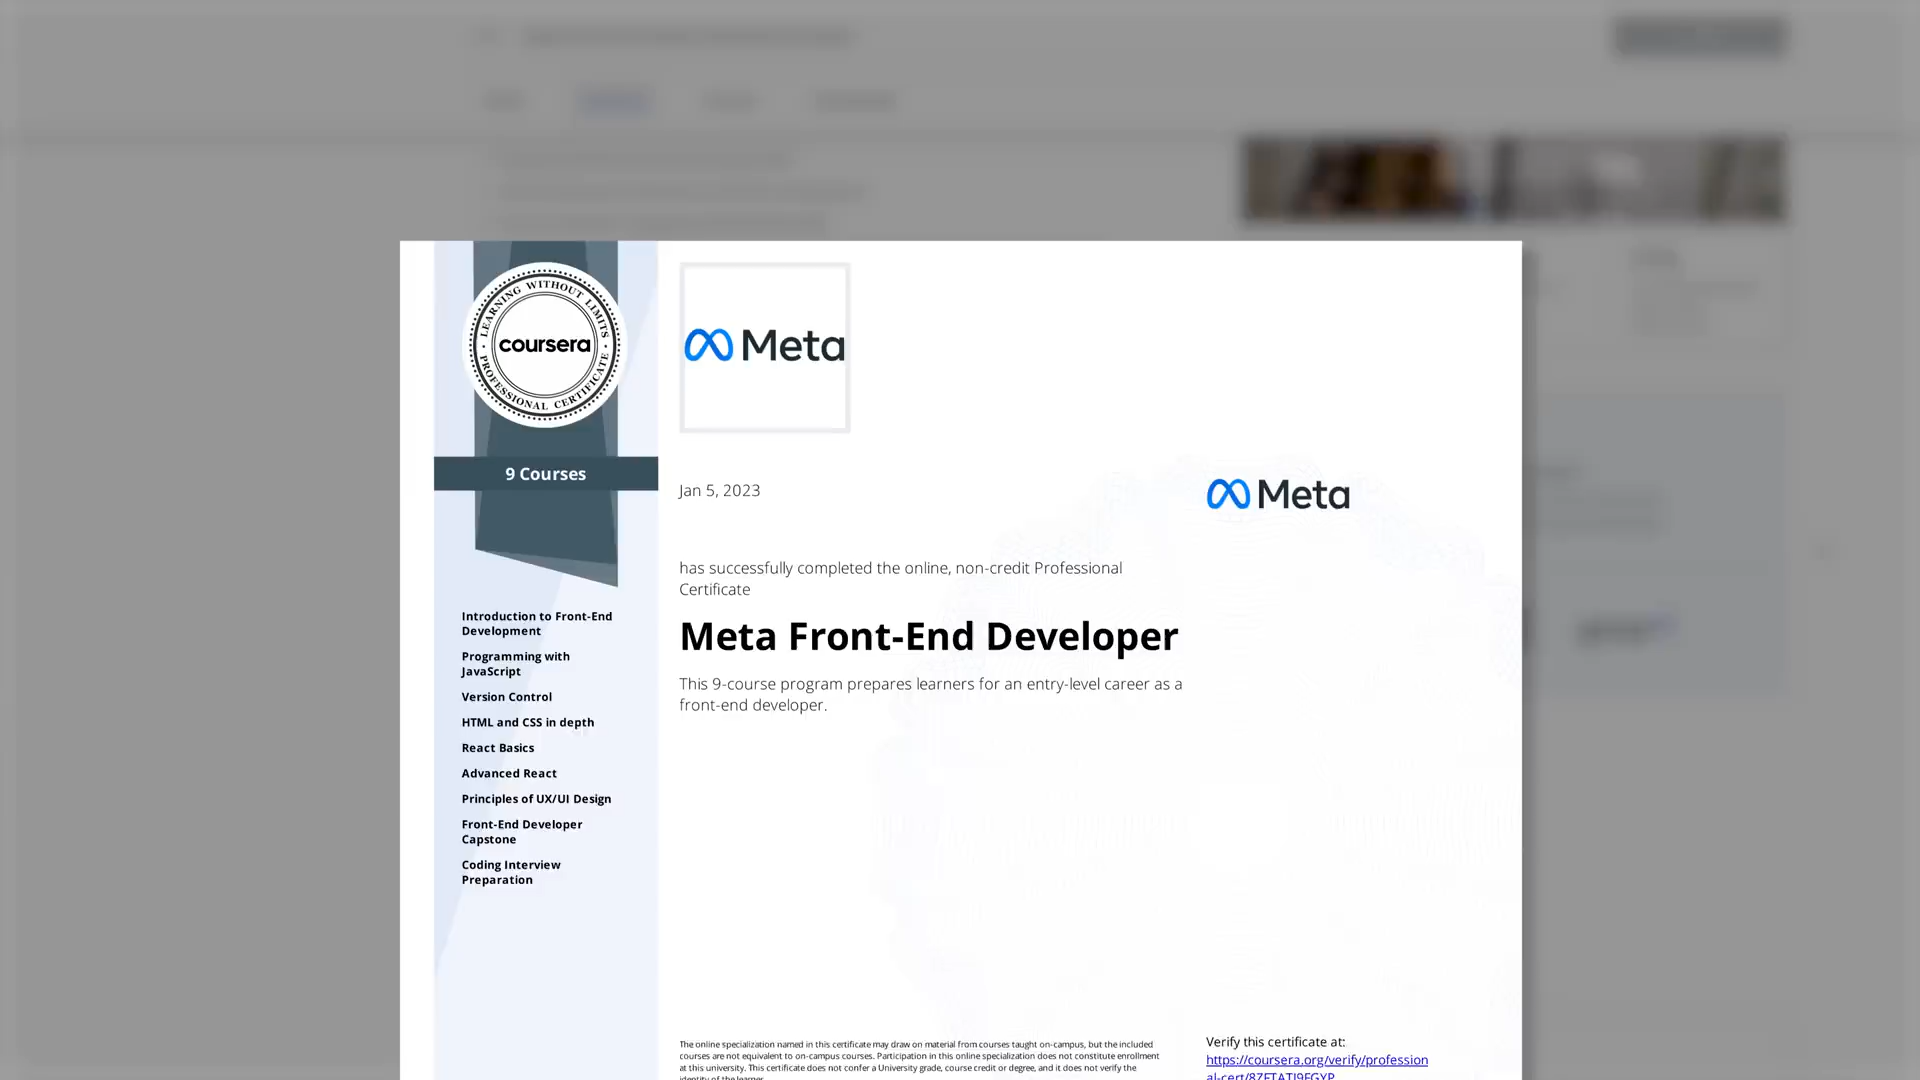 LEARNING WITHOUT LIMITS
coursera
PROFESSIONAL CERTIFICATE
9 Courses
Introduction to Front-End
Development
Programming with
JavaScript
Version Control
HTML and CSS in depth
React Basics
Advanced React
Principles of UX/UI Design
Front-End Developer
Capstone
Coding Interview
Preparation
Meta
Jan 5, 2023
has successfully completed the online, non-credit Professional
Certificate
Meta Front-End Developer
This 9-course program prepares learners for an entry-level career as a
front-end developer.
The online specialization named in this certificate may draw on material from courses taught on-campus, but the included
courses are not equivalent to on-campus courses. Participation in this online specialization does not constitute enrollment
at this university. This certificate does not confer a University grade, course credit or degree, and it does not verify the
identity of the learner.
Meta
Verify this certificate at:
https://coursera.org/verify/profession